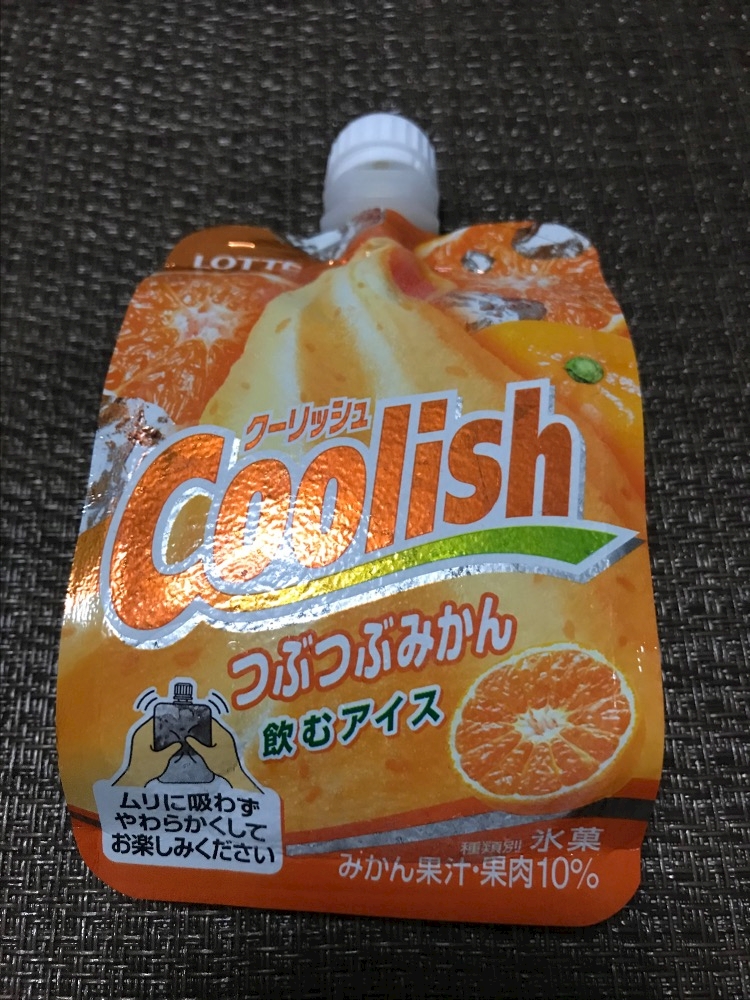 LOTTE
クーリッシュ
Coolish
つぶつぶみかん
飲むアイス
ムリに吸わず
やわらかくして
お楽しみください
種類別 氷菓
みかん果汁・果肉10%